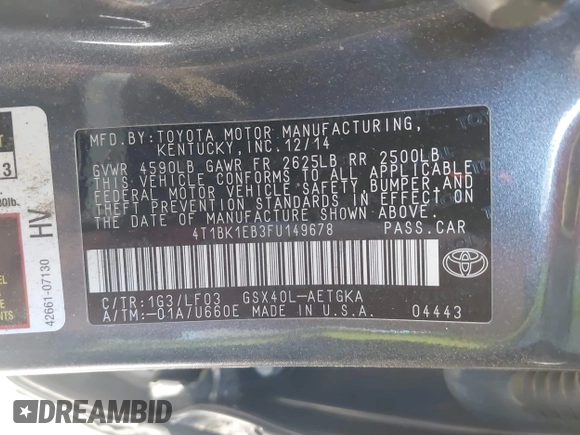 MFD.BY:TOYOTA MOTOR MANUFACTURING,
KENTUCKY,INC.12/14
GVWR 4590LB GAWR FR 2625LB RR 2500LB
THIS VEHICLE CONFORMS TO ALL APPLICABLE
FEDERAL MOTOR VEHICLE SAFETY,BUMPER,AND
THEFT PREVENTION STANDARDS IN EFFECT ON
THE DATE OF MANUFACTURE SHOWN ABOVE.
4T1BK1EB3FU149678 PASS.CAR
C/TR:1G3/LF03 GSX40L-AETGKA
A/TM:-01A/U660E MADE IN U.S.A. 04443
TOYOTA
3
HV
42661-07130
DREAMBID